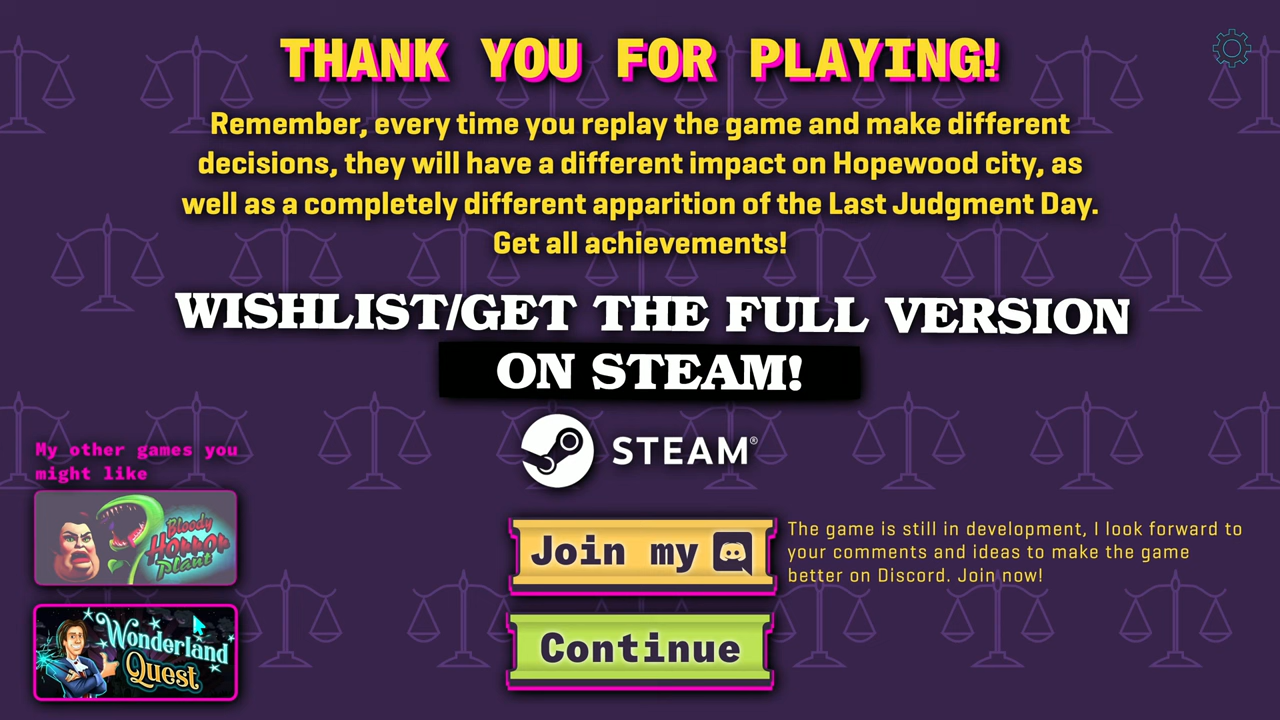 THANK YOU FOR PLAYING!
Remember, every time you replay the game and make different
decisions, they will have a different impact on Hopewood city, as
well as a completely different apparition of the Last Judgment Day.
Get all achievements!
WISHLIST/GET THE FULL VERSION
ON STEAM!
STEAM®
My other games you
might like
Bloody
Horror
Plant
Wonderland
Quest
Join my
The game is still in development, I look forward to
your comments and ideas to make the game
better on Discord. Join now!
Continue